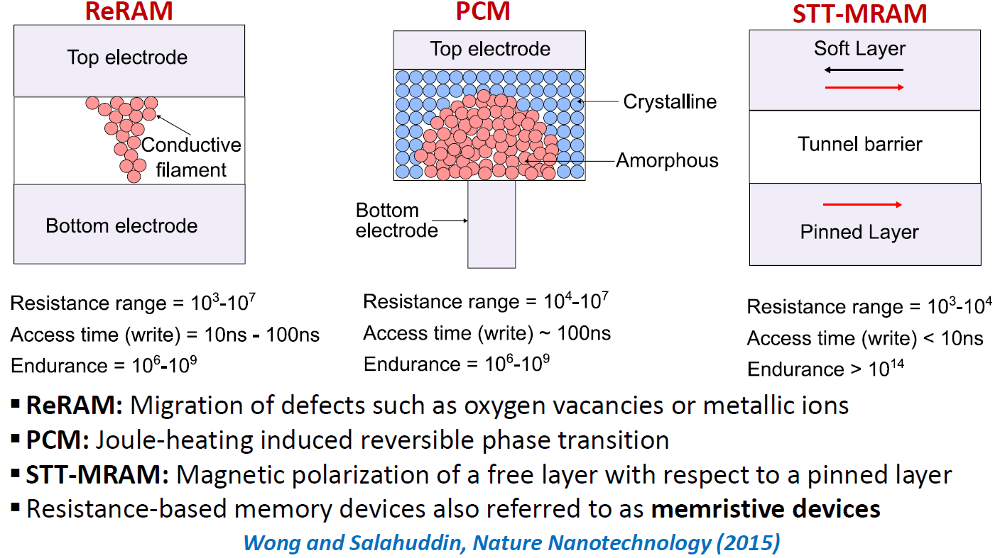 ReRAM
Top electrode
Conductive
filament
Bottom electrode
Resistance range = 10³-10⁷
Access time (write) = 10ns - 100ns
Endurance = 10⁶-10⁹
PCM
Top electrode
Crystalline
Amorphous
Bottom
electrode
Resistance range = 10⁴-10⁷
Access time (write) ~ 100ns
Endurance = 10⁶-10⁹
STT-MRAM
Soft Layer
Tunnel barrier
Pinned Layer
Resistance range = 10³-10⁴
Access time (write) < 10ns
Endurance > 10¹⁴
▪ ReRAM: Migration of defects such as oxygen vacancies or metallic ions
▪ PCM: Joule-heating induced reversible phase transition
▪ STT-MRAM: Magnetic polarization of a free layer with respect to a pinned layer
▪ Resistance-based memory devices also referred to as memristive devices
Wong and Salahuddin, Nature Nanotechnology (2015)